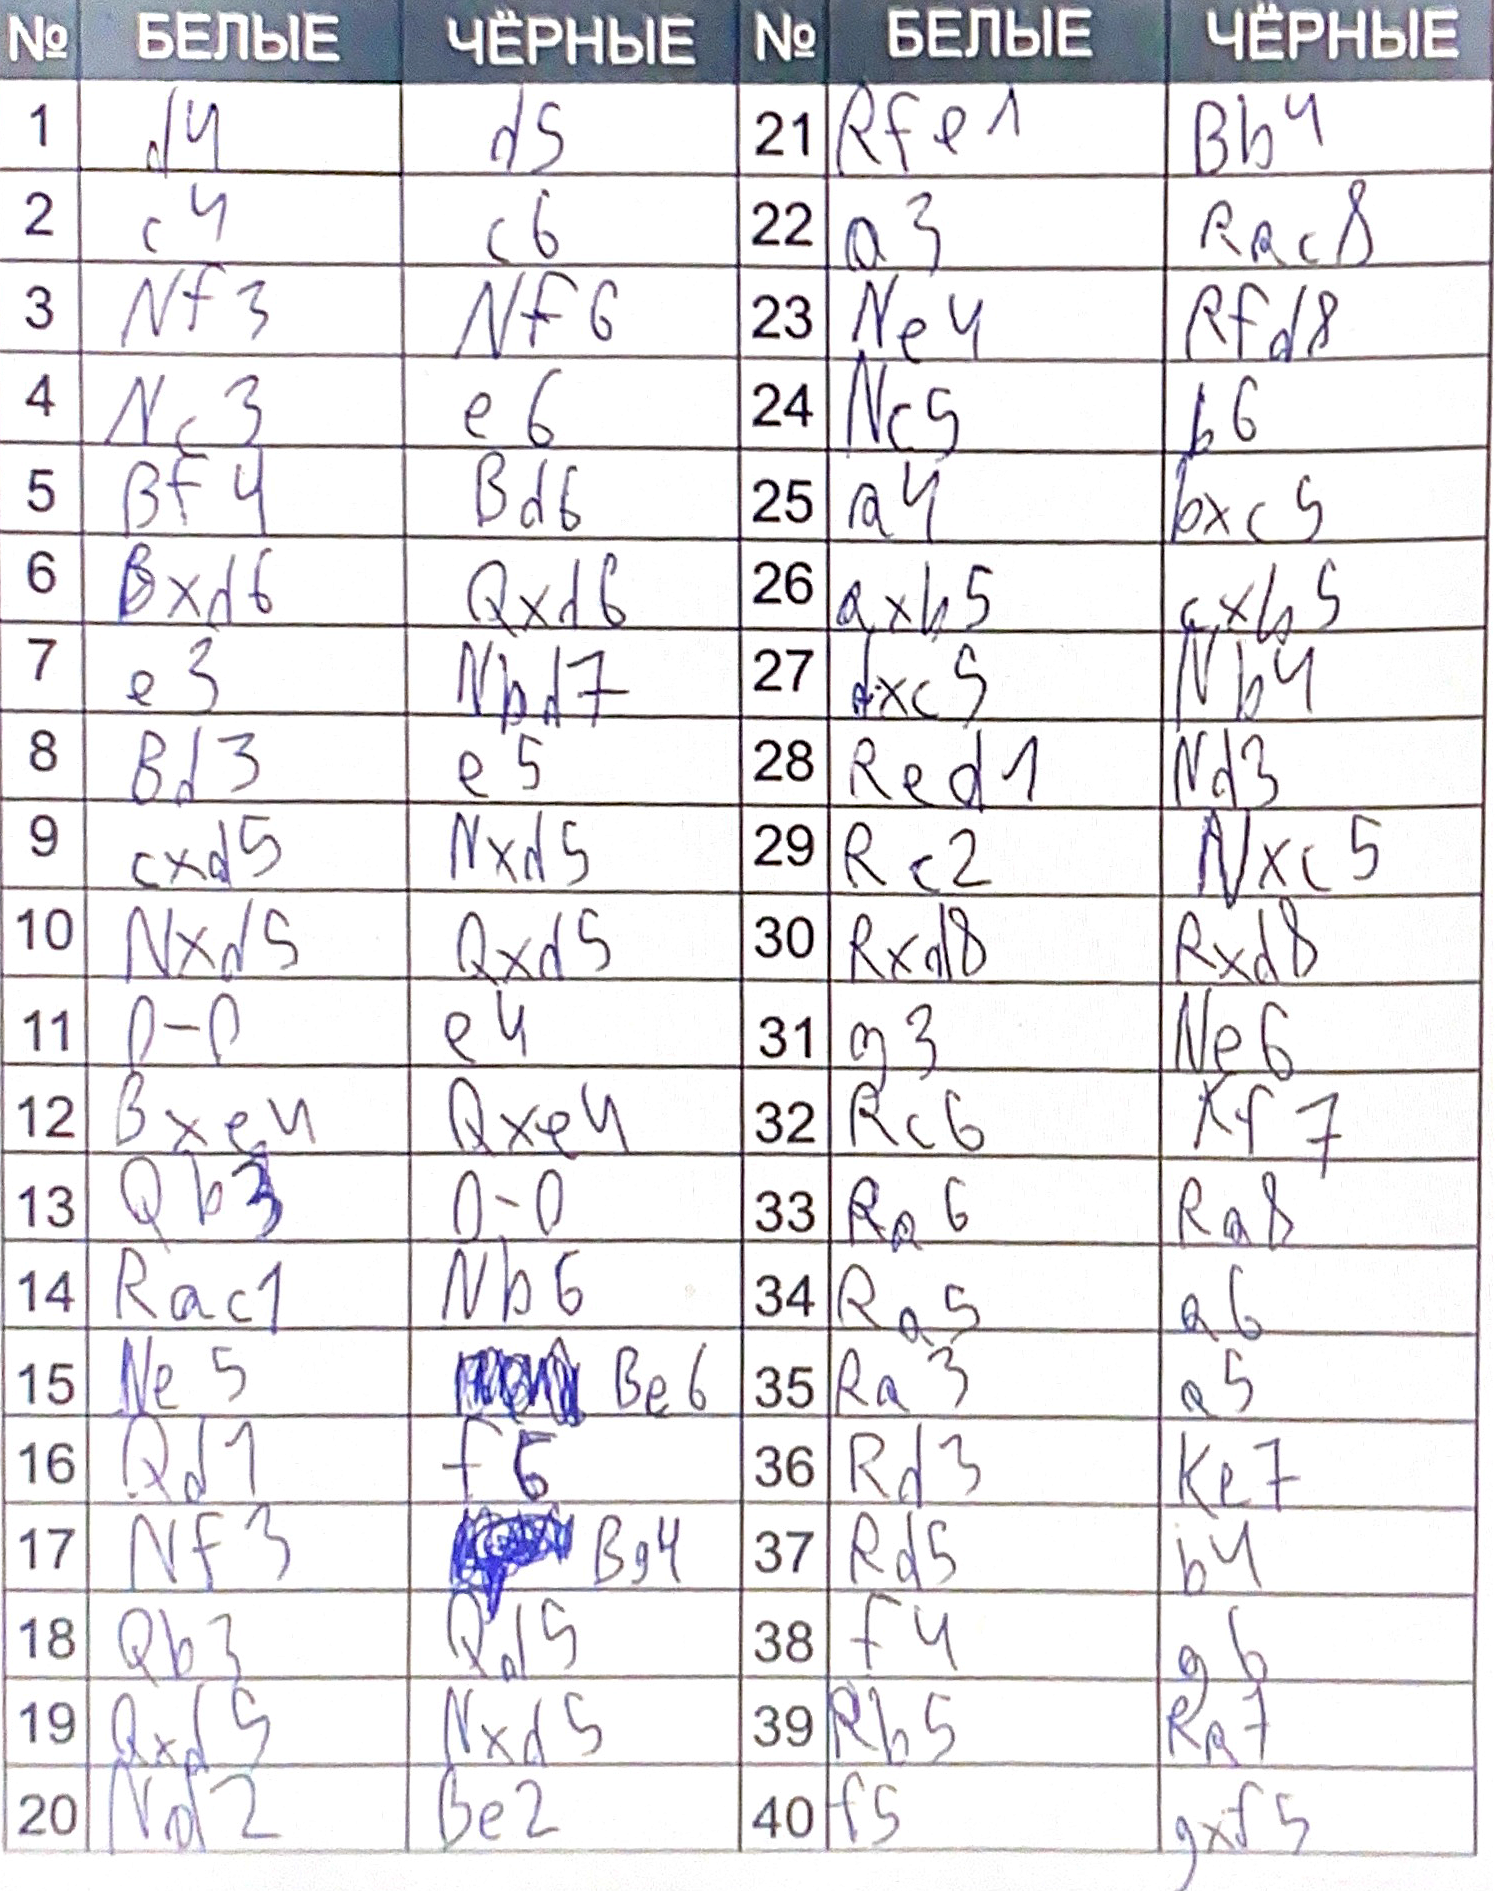 № БЕЛЫЕ ЧЁРНЫЕ № БЕЛЫЕ ЧЁРНЫЕ
1 d4 d5 21 Rfe1 Bb4
2 c4 c6 22 a3 Rac8
3 Nf3 Nf6 23 Ne4 Rfd8
4 Nc3 e6 24 Nc5 b6
5 Bf4 Bd6 25 a4 bxc5
6 Bxd6 Qxd6 26 axb5 cxb5
7 e3 Nbd7 27 dxc5 Nb4
8 Bd3 e5 28 Red1 Nd3
9 cxd5 Nxd5 29 Rc2 Nxc5
10 Nxd5 Qxd5 30 Rxd8 Rxd8
11 0-0 e4 31 g3 Ne6
12 Bxe4 Qxe4 32 Rc6 Kf7
13 Qb3 0-0 33 Ra6 Ra8
14 Rac1 Nb6 34 Ra5 a6
15 Ne5 Be6 35 Ra3 a5
16 Qd1 f6 36 Rd3 Ke7
17 Nf3 Bg4 37 Rd5 b4
18 Qb3 Qd5 38 f4 g6
19 Qxd5 Nxd5 39 Rb5 Ra7
20 Nd2 Be2 40 f5 gxf5